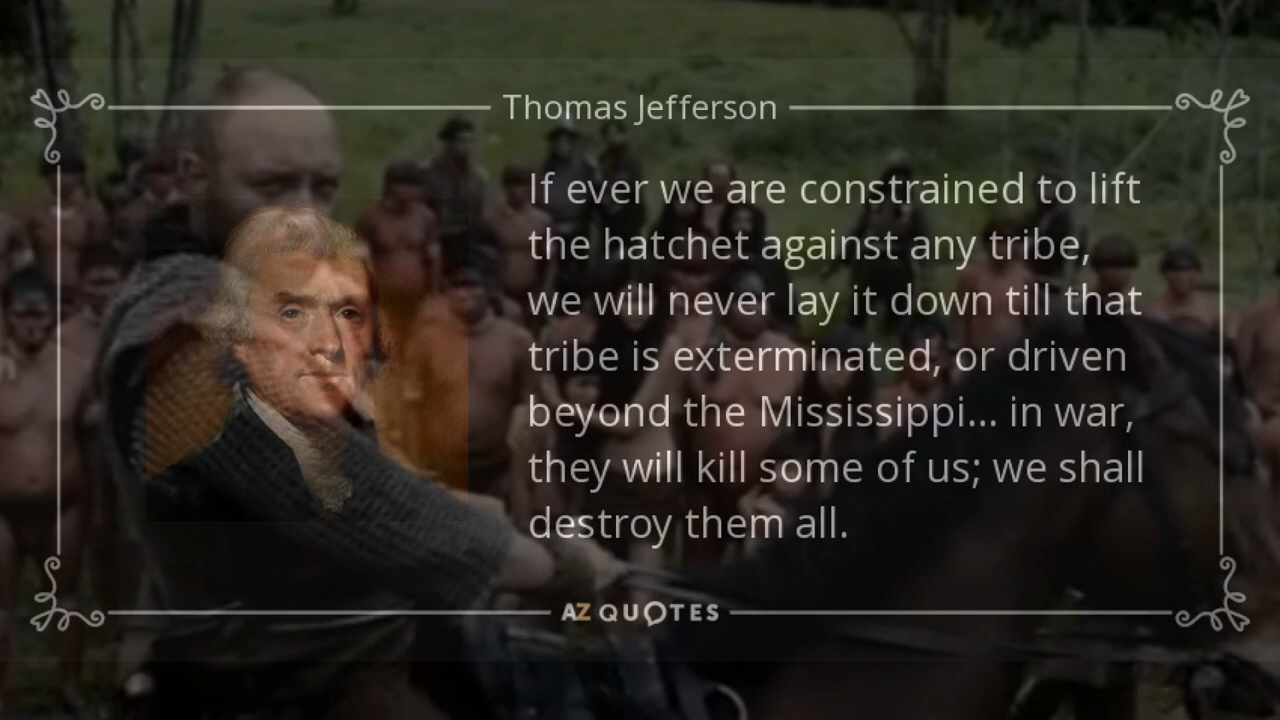 Thomas Jefferson
If ever we are constrained to lift
the hatchet against any tribe,
we will never lay it down till that
tribe is exterminated, or driven
beyond the Mississippi... in war,
they will kill some of us; we shall
destroy them all.
AZ QUOTES